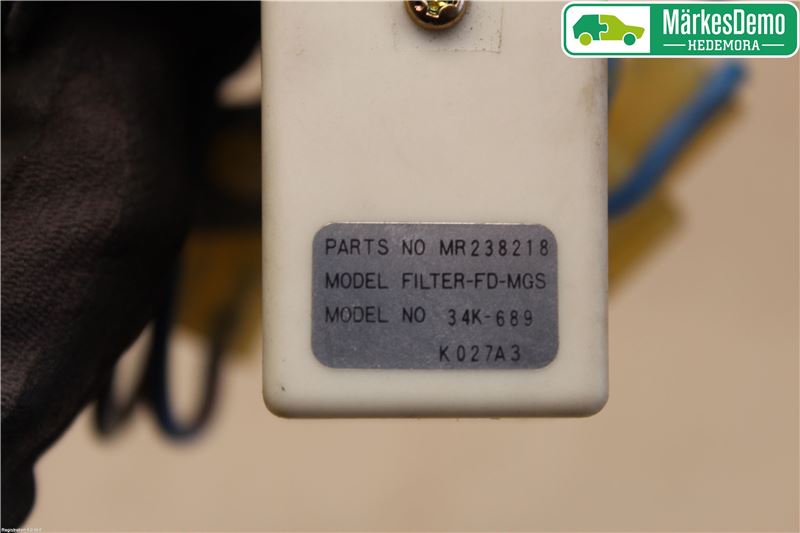 MärkesDemo
HEDEMORA
PARTS NO MR238218
MODEL FILTER-FD-MGS
MODEL NO 34K-689
K027A3